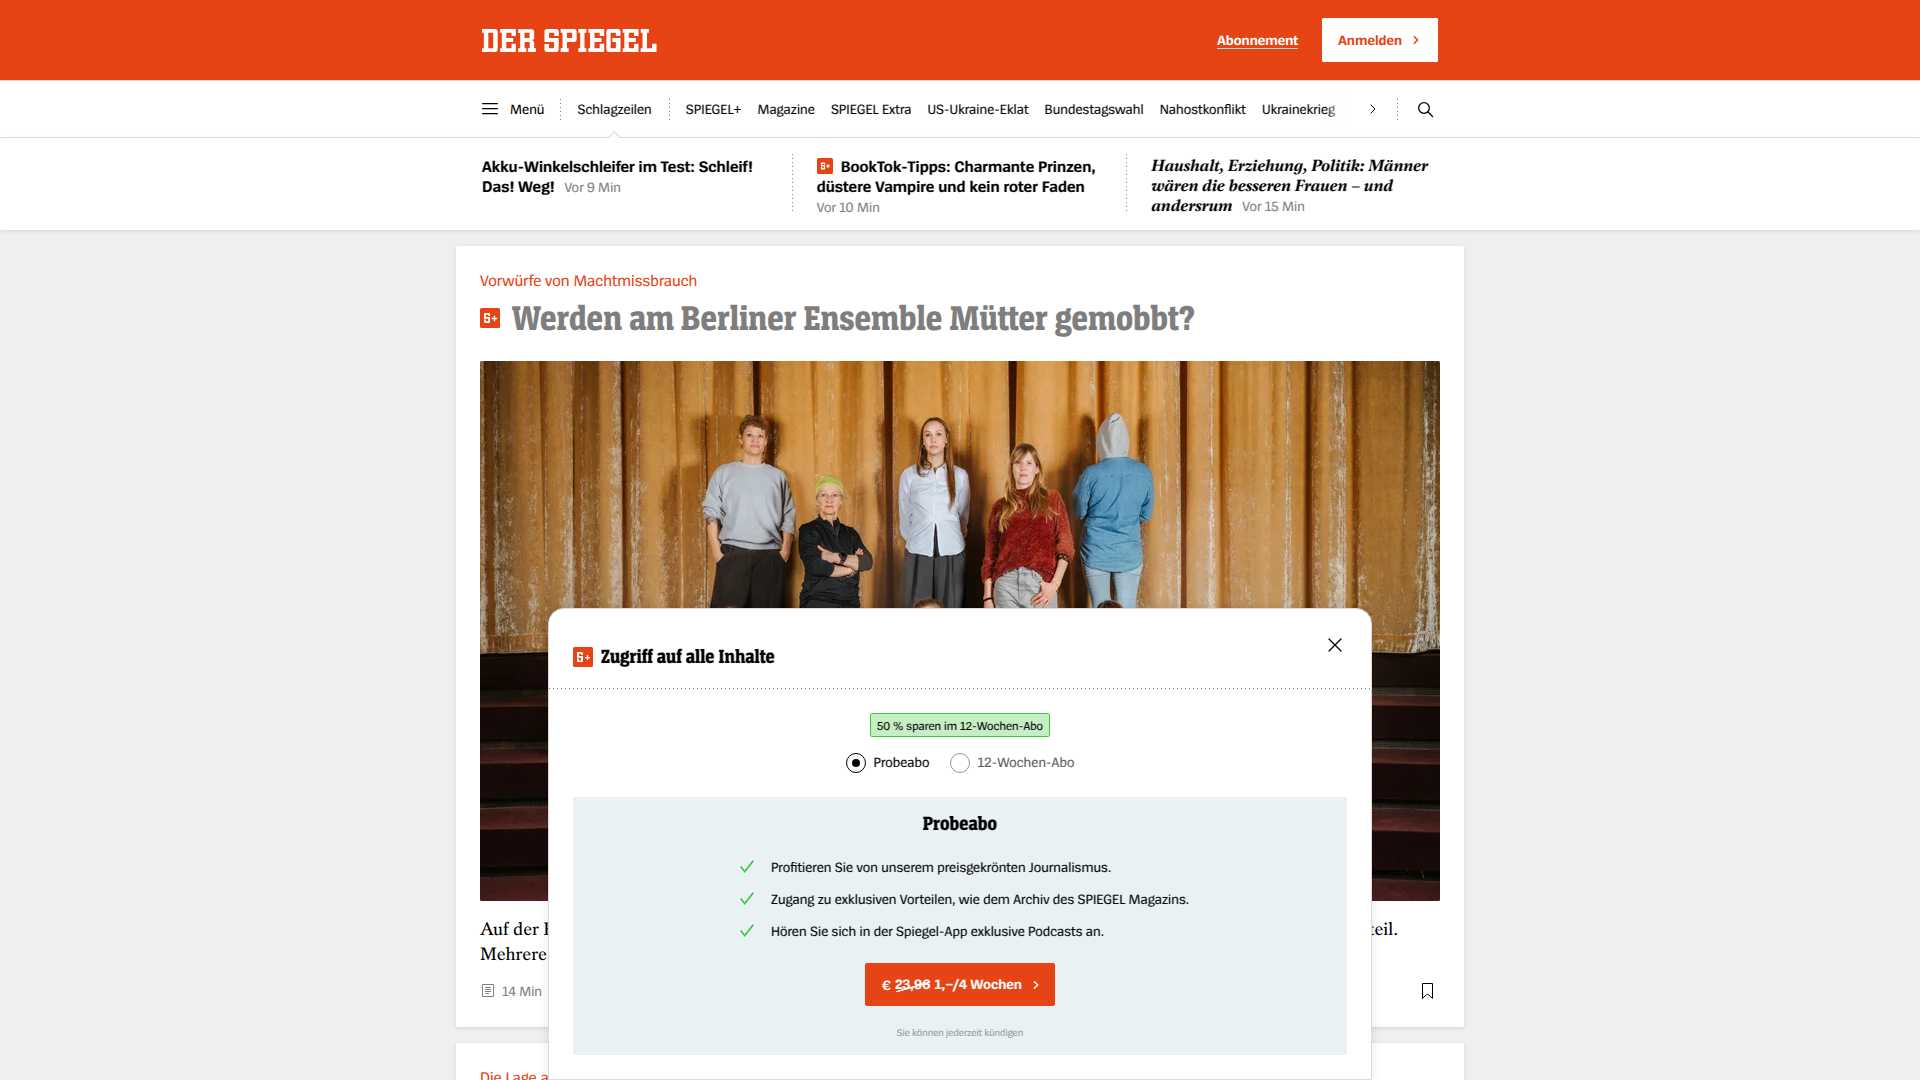 DER SPIEGEL
Abonnement
Anmelden
Menü
Schlagzeilen
SPIEGEL+
Magazine
SPIEGEL Extra
US-Ukraine-Eklat
Bundestagswahl
Nahostkonflikt
Ukrainekrieg
Akku-Winkelschleifer im Test: Schleif!
Das! Weg! Vor 9 Min
BookTok-Tipps: Charmante Prinzen,
düstere Vampire und kein roter Faden
Vor 10 Min
Haushalt, Erziehung, Politik: Männer
wären die besseren Frauen – und
andersrum Vor 15 Min
Vorwürfe von Machtmissbrauch
Werden am Berliner Ensemble Mütter gemobbt?
Zugriff auf alle Inhalte
50 % sparen im 12-Wochen-Abo
Probeabo
12-Wochen-Abo
Probeabo
Profitieren Sie von unserem preisgekrönten Journalismus.
Zugang zu exklusiven Vorteilen, wie dem Archiv des SPIEGEL Magazins.
Hören Sie sich in der Spiegel-App exklusive Podcasts an.
€ 23,96 1,–/4 Wochen
Sie können jederzeit kündigen
Auf der
Mehrere
14 Min
Die Lage